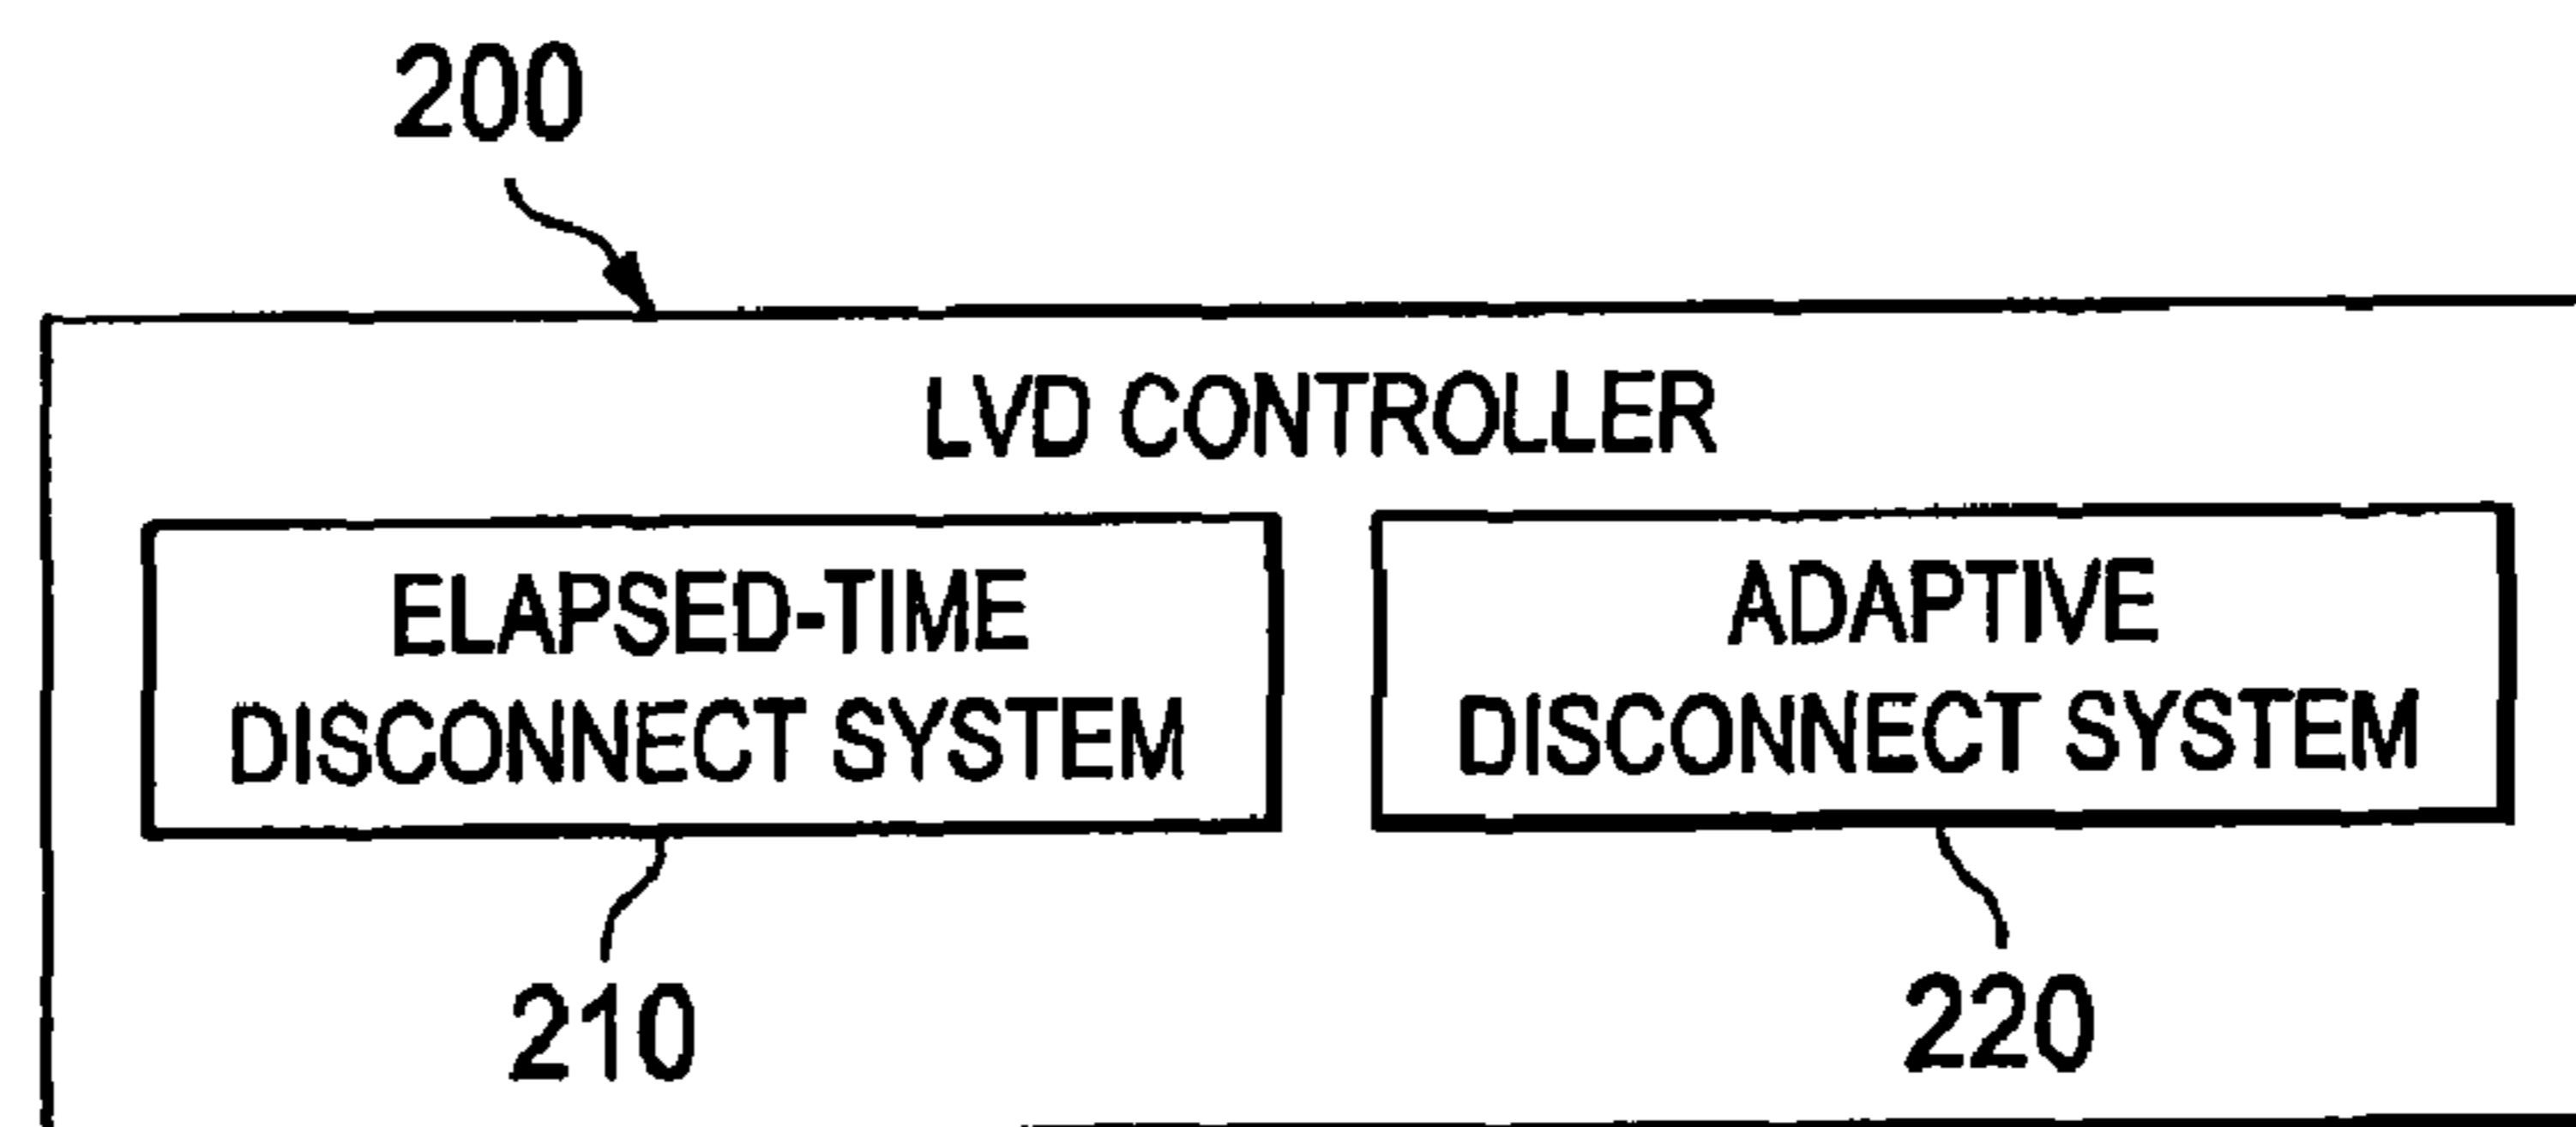 200
LVD CONTROLLER
ELAPSED-TIME
DISCONNECT SYSTEM
ADAPTIVE
DISCONNECT SYSTEM
210
220